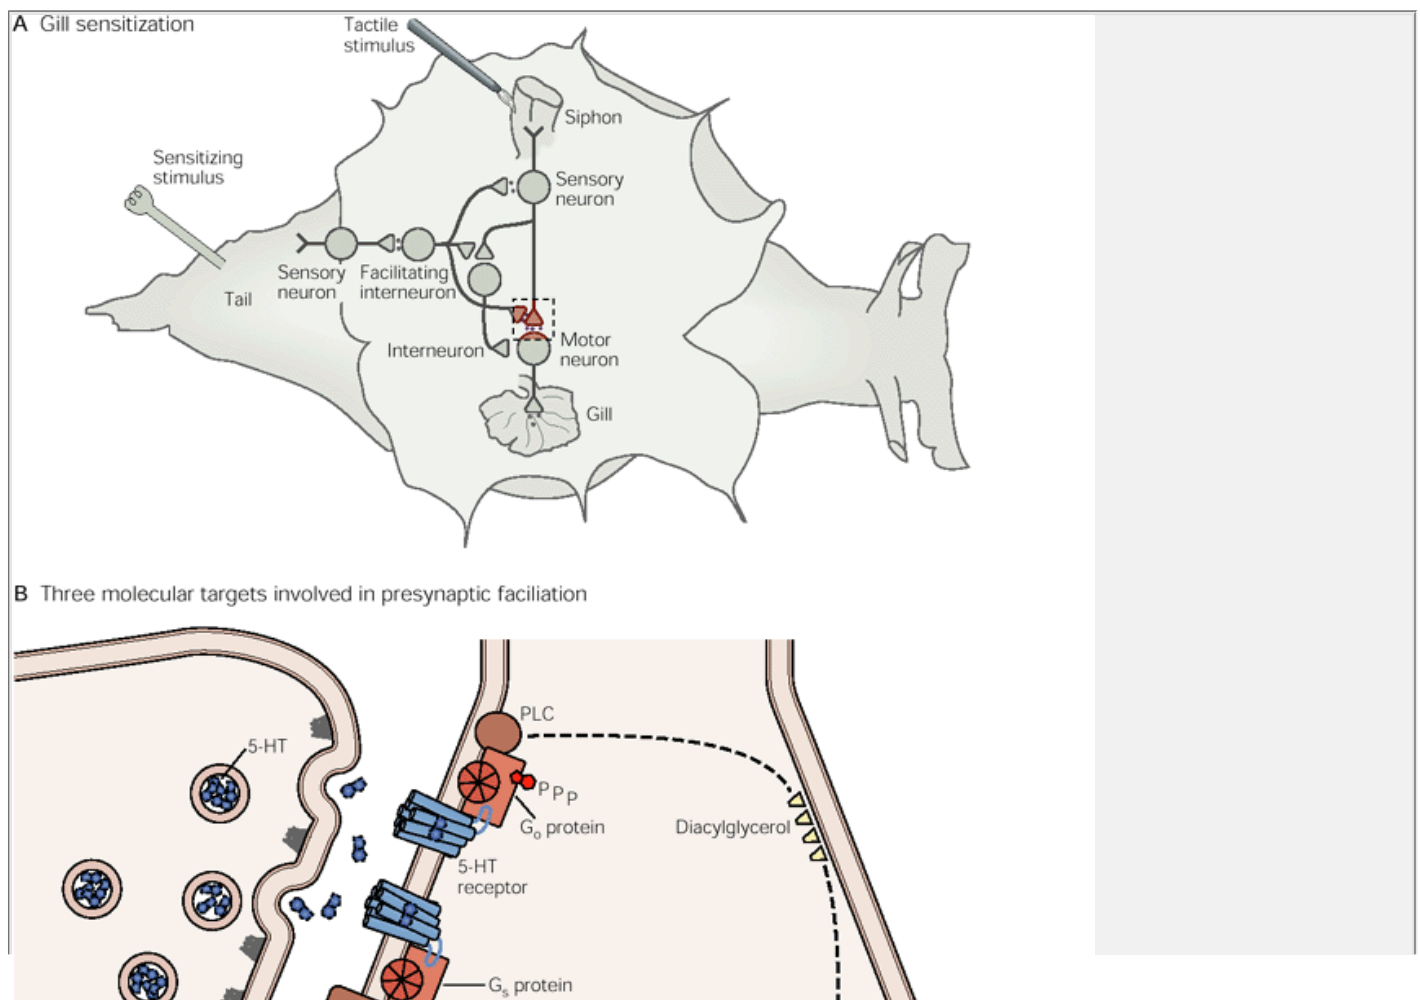 A Gill sensitization
Tactile
stimulus
Siphon
Sensitizing
stimulus
Sensory
neuron
Sensory
neuron
Facilitating
interneuron
Tail
Interneuron
Motor
neuron
Gill
B Three molecular targets involved in presynaptic faciliation
PLC
5-HT
P P P
Go protein
Diacylglycerol
5-HT
receptor
Gs protein